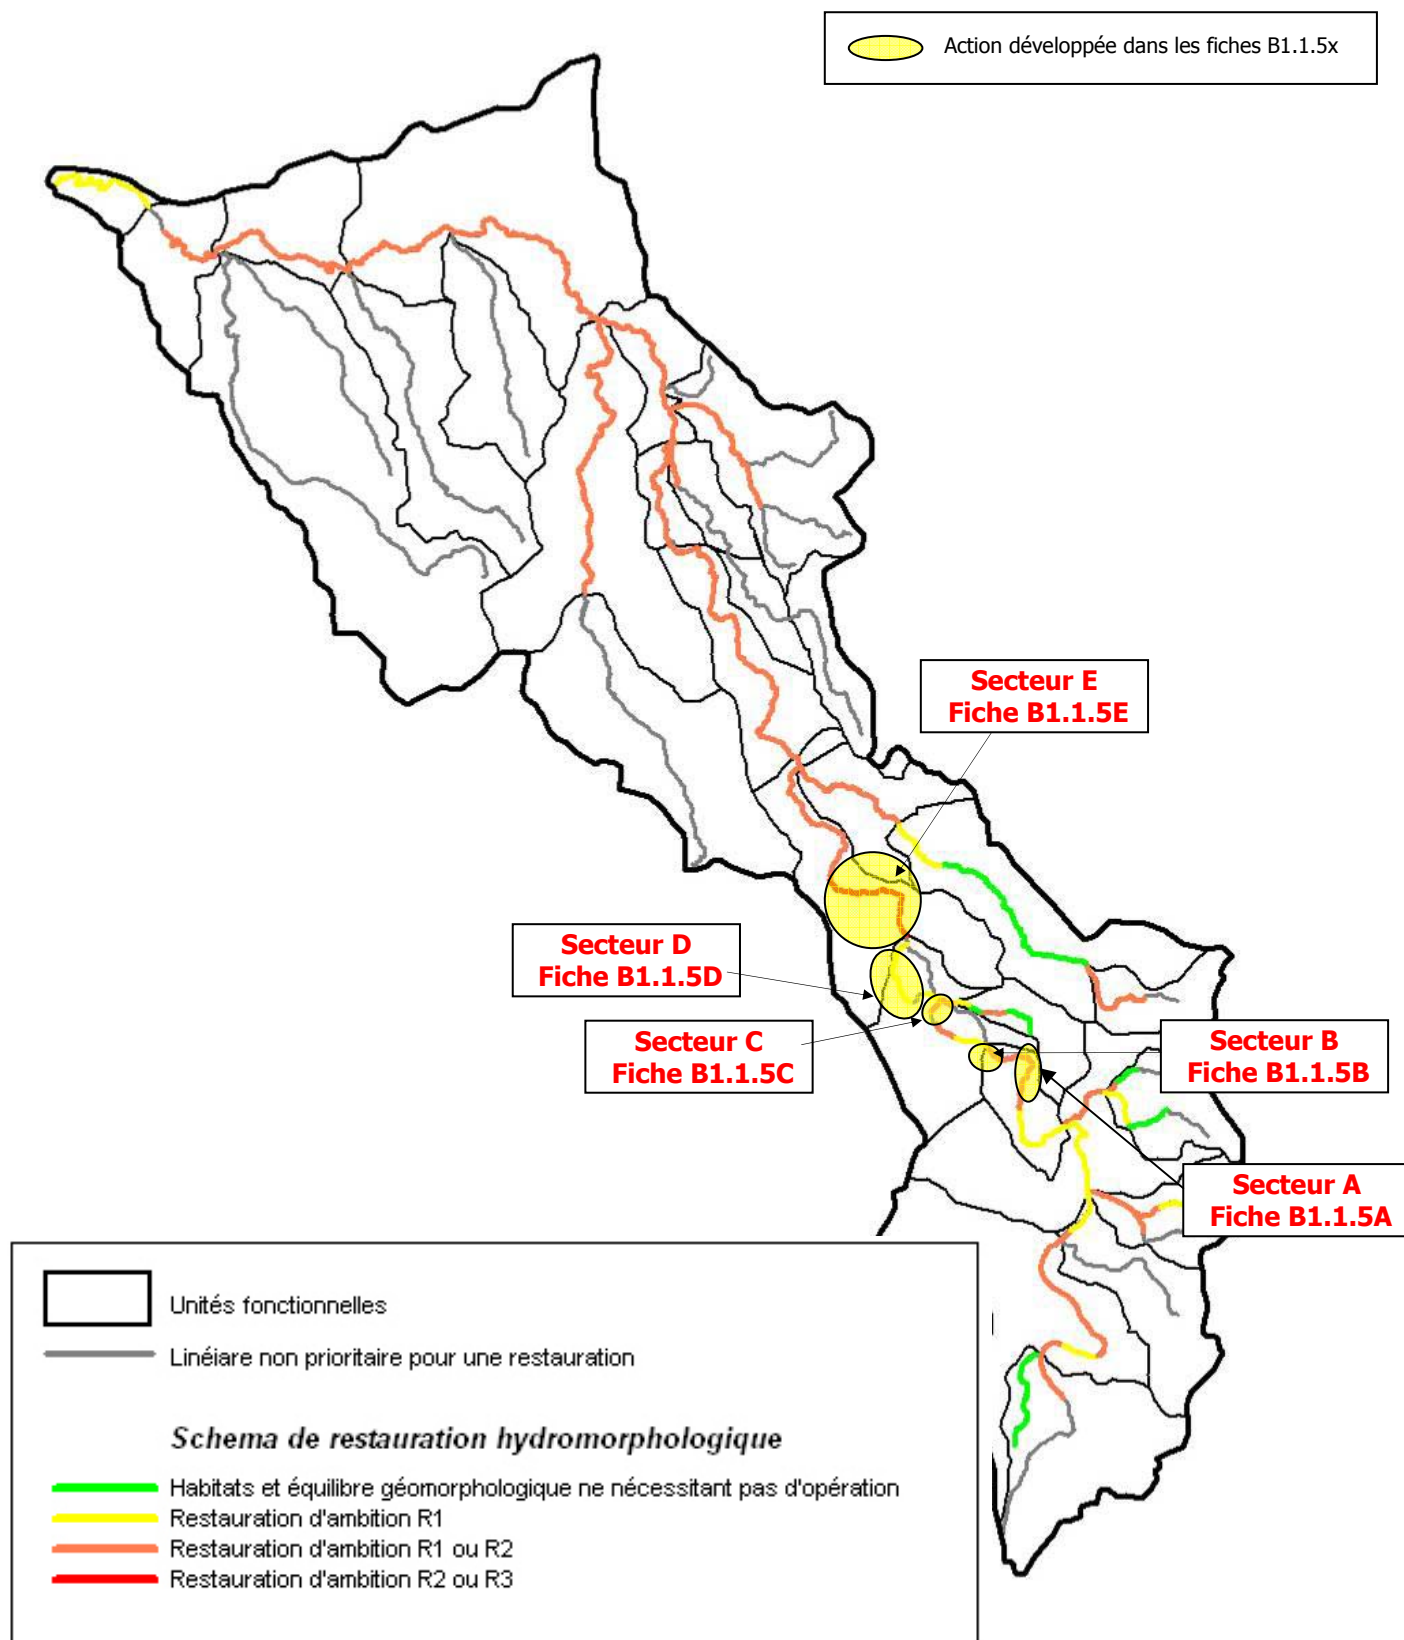 Action développée dans les fiches B1.1.5x
Secteur E
Fiche B1.1.5E
Secteur D
Fiche B1.1.5D
Secteur C
Fiche B1.1.5C
Secteur B
Fiche B1.1.5B
Secteur A
Fiche B1.1.5A
Unités fonctionnelles
Linéiare non prioritaire pour une restauration
Schema de restauration hydromorphologique
Habitats et équilibre géomorphologique ne nécessitant pas d'opération
Restauration d'ambition R1
Restauration d'ambition R1 ou R2
Restauration d'ambition R2 ou R3